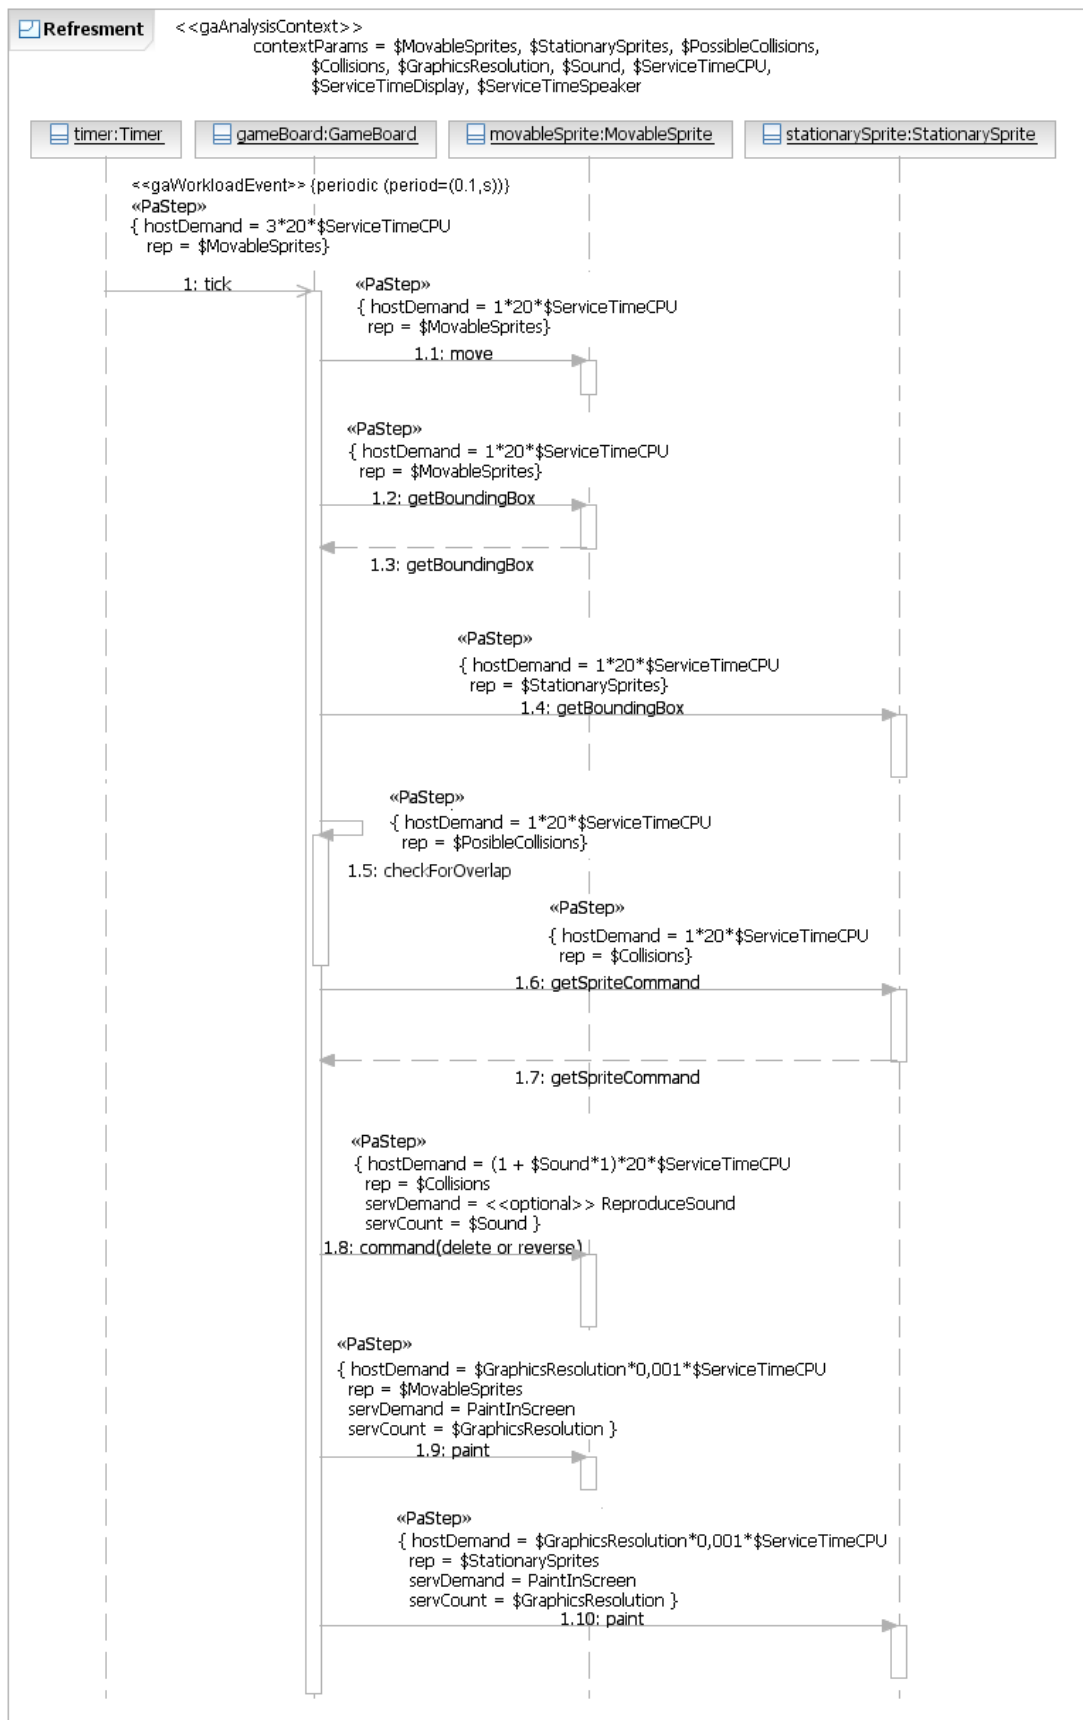 Refresment
<<gaAnalysisContext>>
contextParams = $MovableSprites, $StationarySprites, $PossibleCollisions,
$Collisions, $GraphicsResolution, $Sound, $ServiceTimeCPU,
$ServiceTimeDisplay, $ServiceTimeSpeaker
timer:Timer
gameBoard:GameBoard
movableSprite:MovableSprite
stationarySprite:StationarySprite
<<gaWorkloadEvent>> {periodic (period=(0.1,s))}
«PaStep»
{ hostDemand = 3*20*$ServiceTimeCPU
rep = $MovableSprites}
1: tick
«PaStep»
{ hostDemand = 1*20*$ServiceTimeCPU
rep = $MovableSprites}
1.1: move
«PaStep»
{ hostDemand = 1*20*$ServiceTimeCPU
rep = $MovableSprites}
1.2: getBoundingBox
1.3: getBoundingBox
«PaStep»
{ hostDemand = 1*20*$ServiceTimeCPU
rep = $StationarySprites}
1.4: getBoundingBox
«PaStep»
{ hostDemand = 1*20*$ServiceTimeCPU
rep = $PosibleCollisions}
1.5: checkForOverlap
«PaStep»
{ hostDemand = 1*20*$ServiceTimeCPU
rep = $Collisions}
1.6: getSpriteCommand
1.7: getSpriteCommand
«PaStep»
{ hostDemand = (1 + $Sound*1)*20*$ServiceTimeCPU
rep = $Collisions
servDemand = <<optional>> ReproduceSound
servCount = $Sound }
1.8: command(delete or reverse)
«PaStep»
{ hostDemand = $GraphicsResolution*0,001*$ServiceTimeCPU
rep = $MovableSprites
servDemand = PaintInScreen
servCount = $GraphicsResolution }
1.9: paint
«PaStep»
{ hostDemand = $GraphicsResolution*0,001*$ServiceTimeCPU
rep = $StationarySprites
servDemand = PaintInScreen
servCount = $GraphicsResolution }
1.10: paint